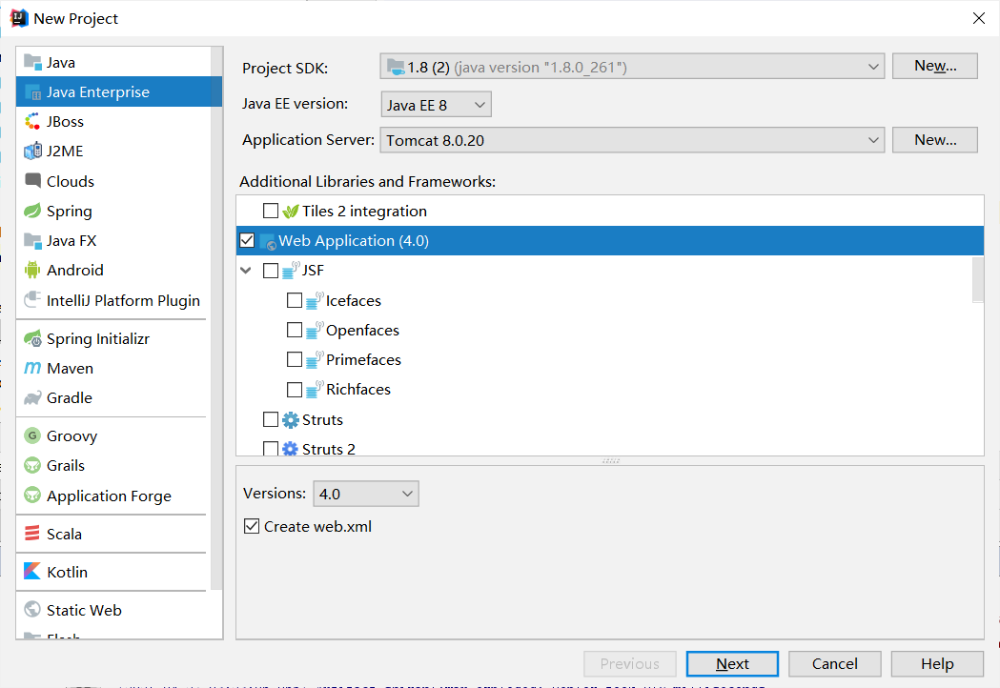 New Project
Java
Java Enterprise
JBoss
J2ME
Clouds
Spring
Java FX
Android
IntelliJ Platform Plugin
Spring Initializr
Maven
Gradle
Groovy
Grails
Application Forge
Scala
Kotlin
Static Web
Project SDK: 1.8 (2) (java version "1.8.0_261") New...
Java EE version: Java EE 8
Application Server: Tomcat 8.0.20 New...
Additional Libraries and Frameworks:
Tiles 2 integration
Web Application (4.0)
JSF
Icefaces
Openfaces
Primefaces
Richfaces
Struts
Struts 2
Versions: 4.0
Create web.xml
Previous Next Cancel Help